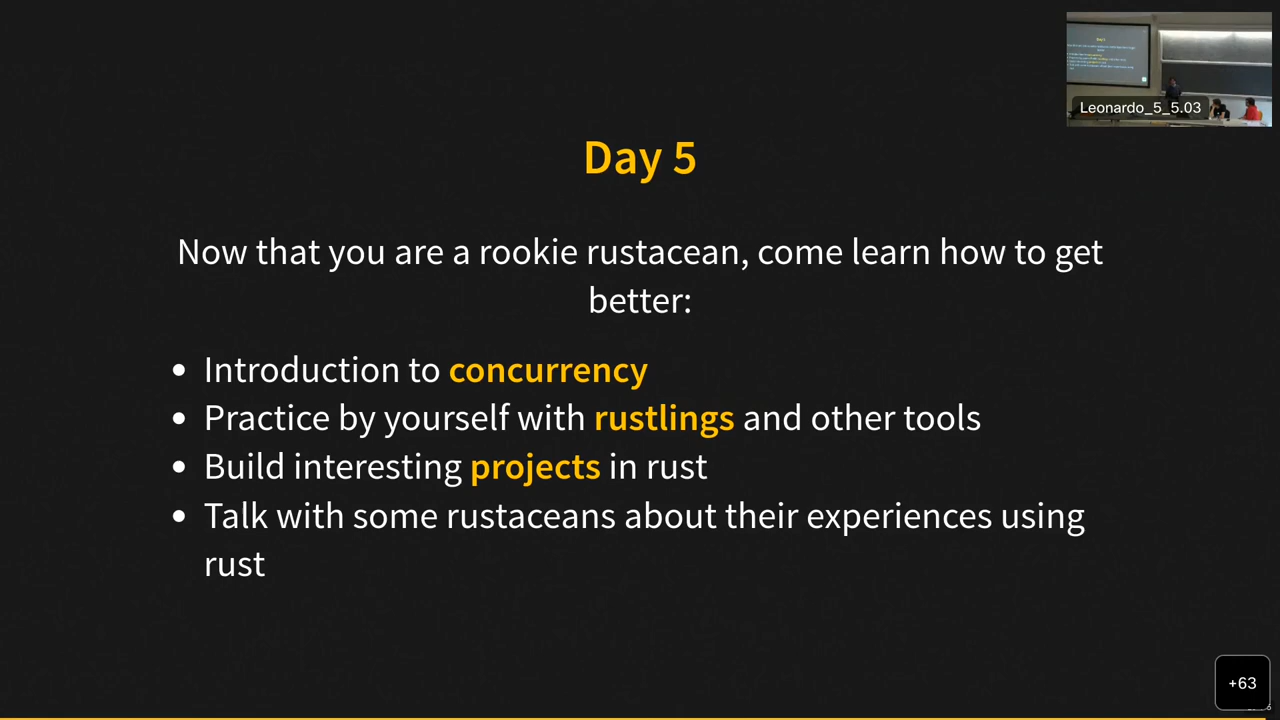 Leonardo_5_5.03
Day 5
Now that you are a rookie rustacean, come learn how to get
better:
• Introduction to concurrency
• Practice by yourself with rustlings and other tools
• Build interesting projects in rust
• Talk with some rustaceans about their experiences using
rust
+63